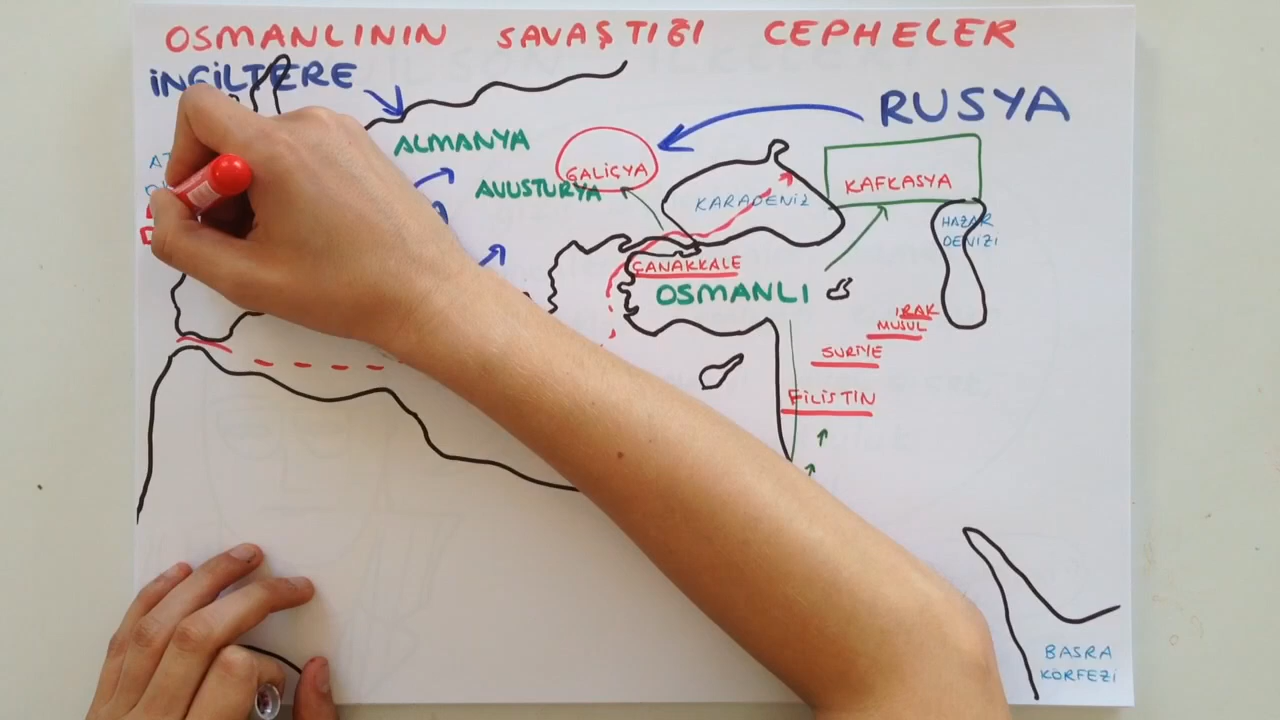 OSMANLININ SAVAŞTIĞI CEPHELER
İNGİLTERE
RUSYA
ALMANYA
GALİÇYA
AVUSTURYA
KARADENİZ
KAFKASYA
HAZAR
DENİZİ
ÇANAKKALE
OSMANLI
IRAK
MUSUL
SURİYE
FİLİSTİN
BASRA
KÖRFEZİ